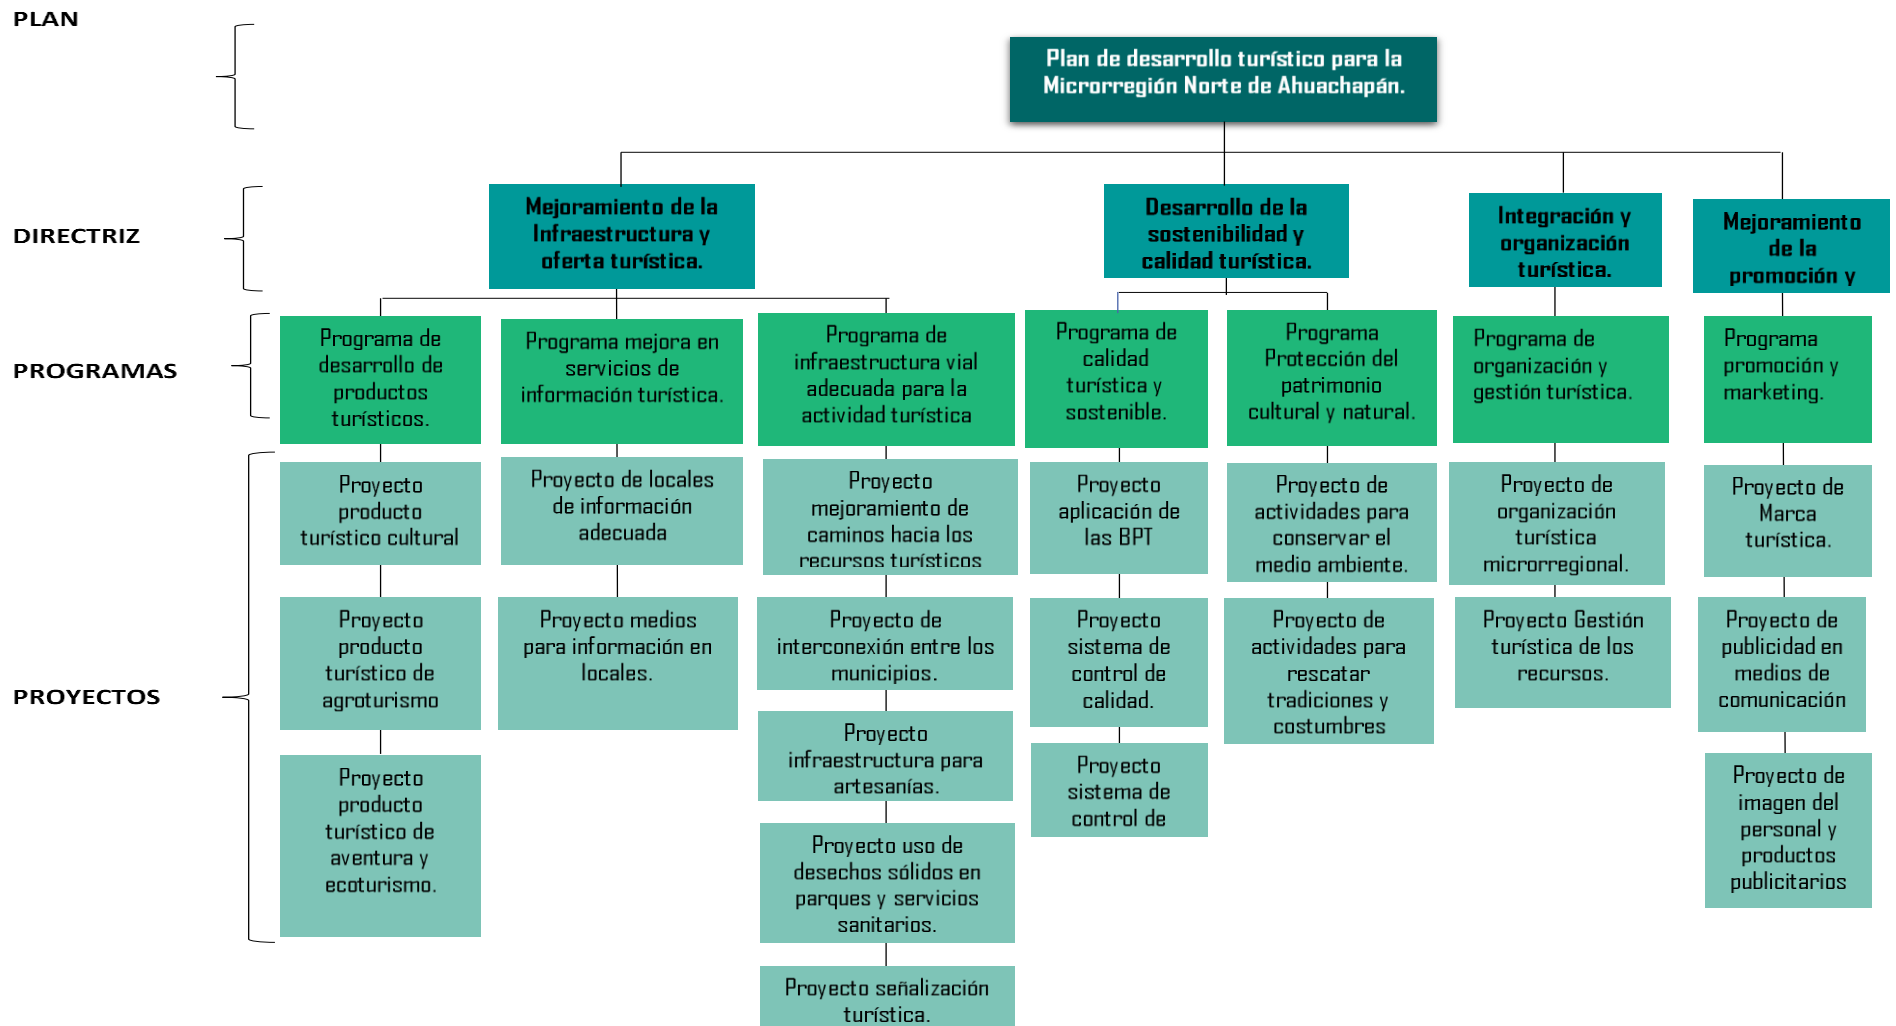 PLAN
Plan de desarrollo turístico para la
Microrregión Norte de Ahuachapán.
DIRECTRIZ
Mejoramiento de la
Infraestructura y
oferta turística.
Desarrollo de la
sostenibilidad y
calidad turística.
Integración y
organización
turística.
Mejoramiento
de la
promoción y
PROGRAMAS
Programa de
desarrollo de
productos
turísticos.
Programa mejora en
servicios de
información turística.
Programa de
infraestructura vial
adecuada para la
actividad turística
Programa de
calidad
turística y
sostenible.
Programa
Protección del
patrimonio
cultural y natural.
Programa de
organización y
gestión turística.
Programa
promoción y
marketing.
PROYECTOS
Proyecto
producto
turístico cultural
Proyecto
producto
turístico de
agroturismo
Proyecto
producto
turístico de
aventura y
ecoturismo.
Proyecto de locales
de información
adecuada
Proyecto medios
para información en
locales.
Proyecto
mejoramiento de
caminos hacia los
recursos turísticos
Proyecto de
interconexión entre los
municipios.
Proyecto
infraestructura para
artesanías.
Proyecto uso de
desechos sólidos en
parques y servicios
sanitarios.
Proyecto señalización
turística.
Proyecto
aplicación de
las BPT
Proyecto
sistema de
control de
calidad.
Proyecto
sistema de
control de
Proyecto de
actividades para
conservar el
medio ambiente.
Proyecto de
actividades para
rescatar
tradiciones y
costumbres
Proyecto de
organización
turística
microrregional.
Proyecto Gestión
turística de los
recursos.
Proyecto de
Marca
turística.
Proyecto de
publicidad en
medios de
comunicación
Proyecto de
imagen del
personal y
productos
publicitarios